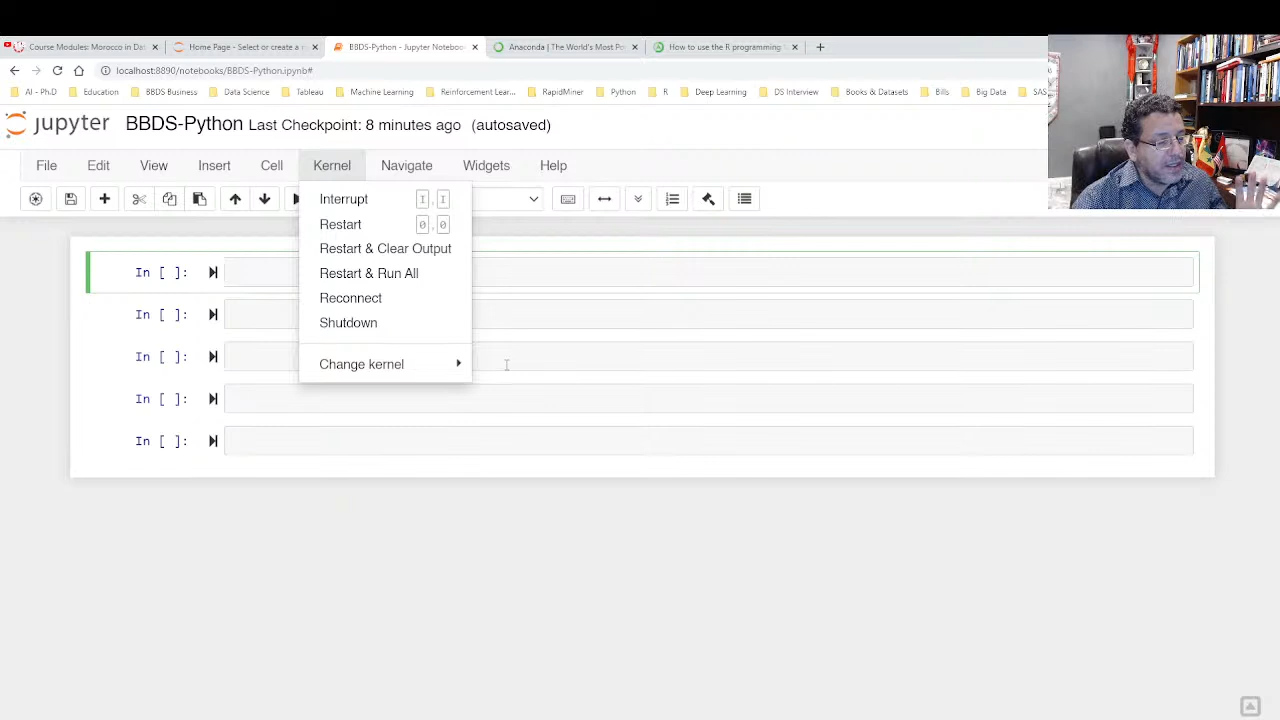 Course Modules: Morocco in Dat
Home Page - Select or create a n
BBDS-Python - Jupyter Noteboo
Anaconda | The World's Most Po
How to use the R programming
localhost:8890/notebooks/BBDS-Python.ipynb#
AI - Ph.D
Education
BBDS Business
Data Science
Tableau
Machine Learning
Reinforcement Lear...
RapidMiner
Python
R
Deep Learning
DS Interview
Books & Datasets
Bills
Big Data
SAS
jupyter
BBDS-Python Last Checkpoint: 8 minutes ago (autosaved)
File Edit View Insert Cell Kernel Navigate Widgets Help
Interrupt I,I
Restart 0,0
Restart & Clear Output
Restart & Run All
Reconnect
Shutdown
Change kernel
In [ ]:
In [ ]:
In [ ]:
In [ ]:
In [ ]: